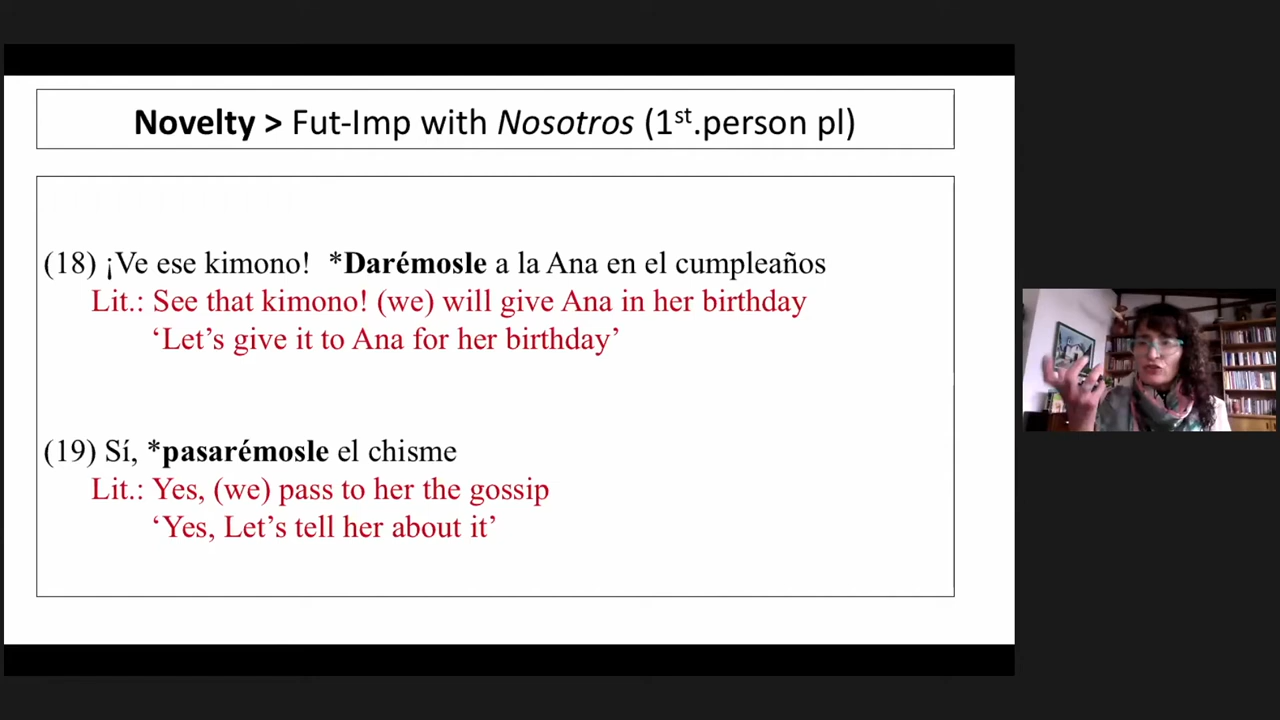 Novelty > Fut-Imp with Nosotros (1st.person pl)
(18) ¡Ve ese kimono! *Darémosle a la Ana en el cumpleaños
Lit.: See that kimono! (we) will give Ana in her birthday
‘Let’s give it to Ana for her birthday’
(19) Sí, *pasarémosle el chisme
Lit.: Yes, (we) pass to her the gossip
‘Yes, Let’s tell her about it’